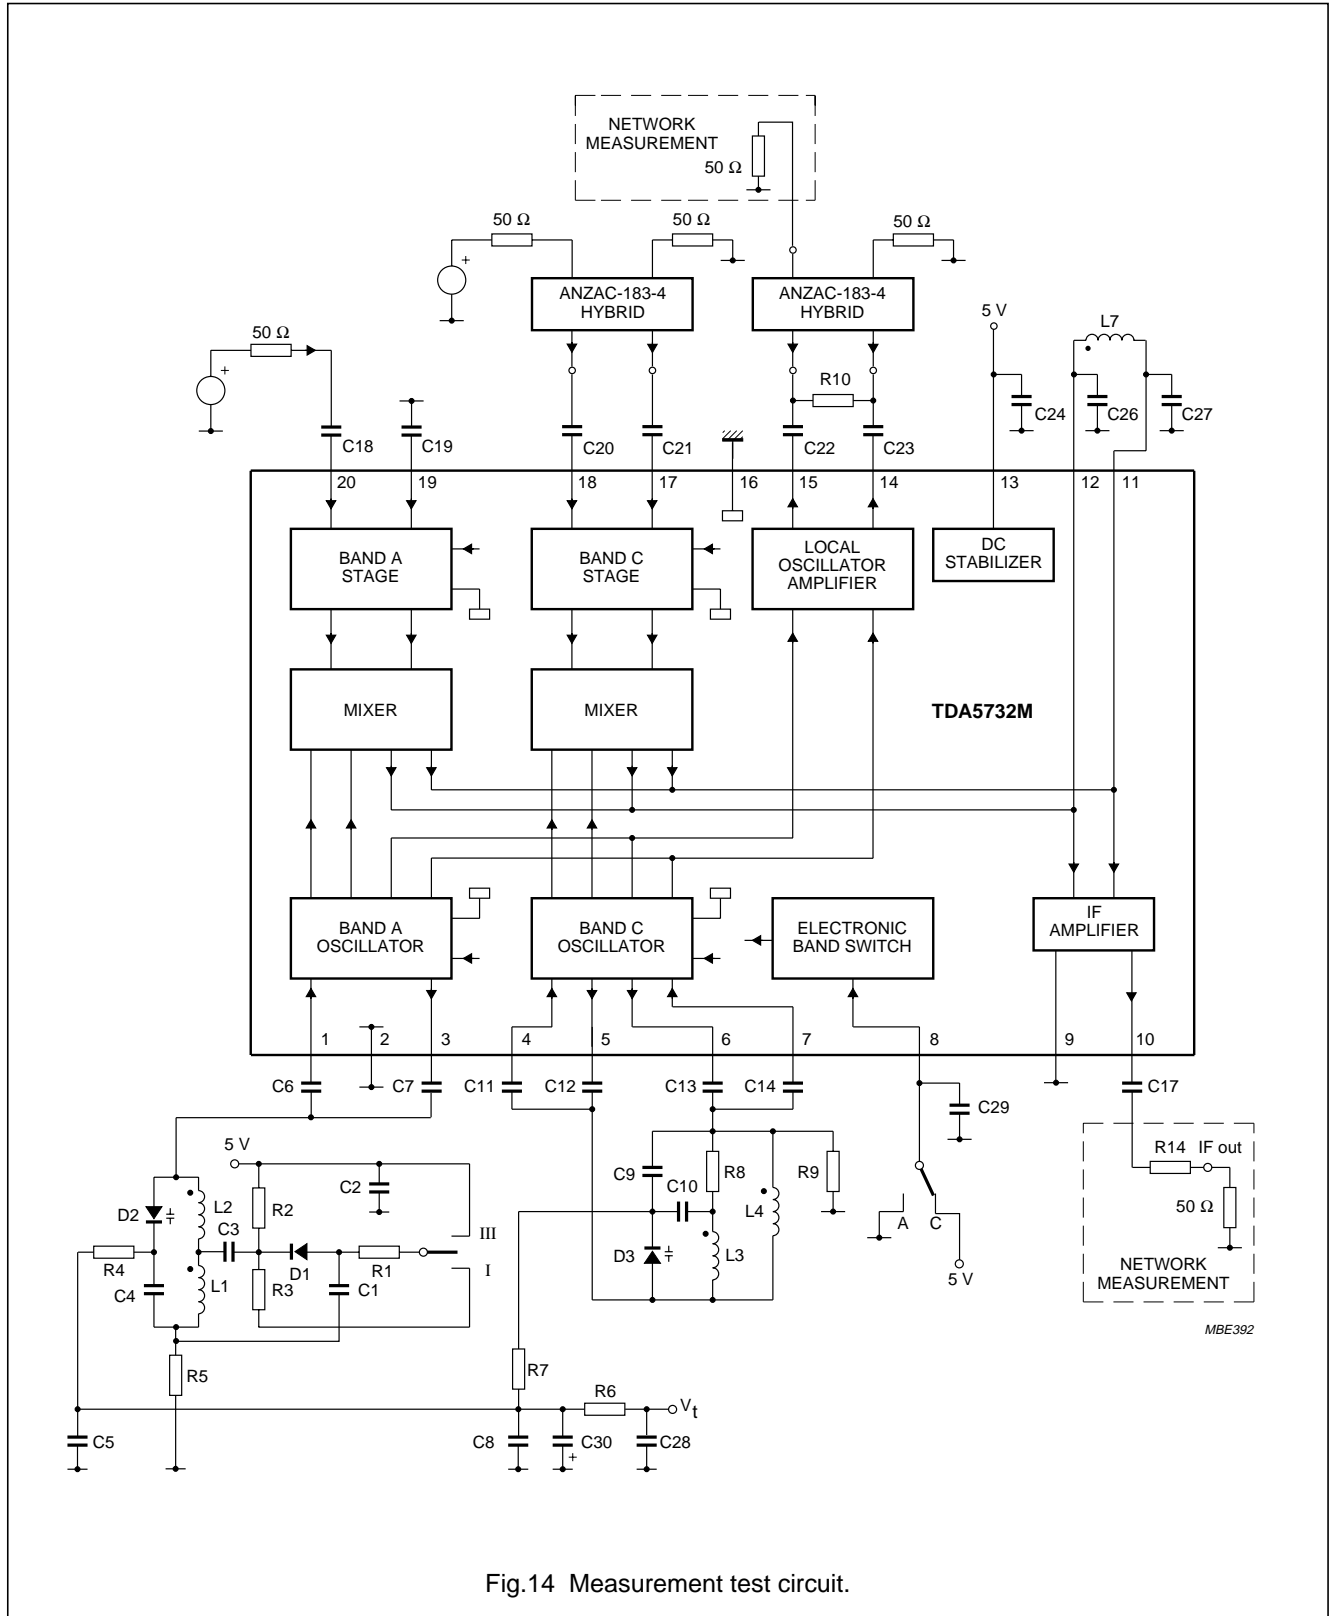 NETWORK
MEASUREMENT
50 Ω
50 Ω
50 Ω
50 Ω
ANZAC-183-4
HYBRID
ANZAC-183-4
HYBRID
5 V
L7
50 Ω
+
+
R10
C24
C26
C27
C18
C19
C20
C21
C22
C23
20
19
18
17
16
15
14
13
12
11
BAND A
STAGE
BAND C
STAGE
LOCAL
OSCILLATOR
AMPLIFIER
DC
STABILIZER
MIXER
MIXER
TDA5732M
BAND A
OSCILLATOR
BAND C
OSCILLATOR
ELECTRONIC
BAND SWITCH
IF
AMPLIFIER
1
2
3
4
5
6
7
8
9
10
C6
C7
C11
C12
C13
C14
C29
C17
5 V
C2
C9
C10
R8
R9
R14
IF out
50 Ω
D2
L2
R2
C3
III
I
L4
A
C
R4
C4
L1
R3
D1
C1
R1
D3
L3
5 V
NETWORK
MEASUREMENT
MBE392
R5
R7
R6
Vt
C5
C8
C30
+
C28
Fig.14 Measurement test circuit.